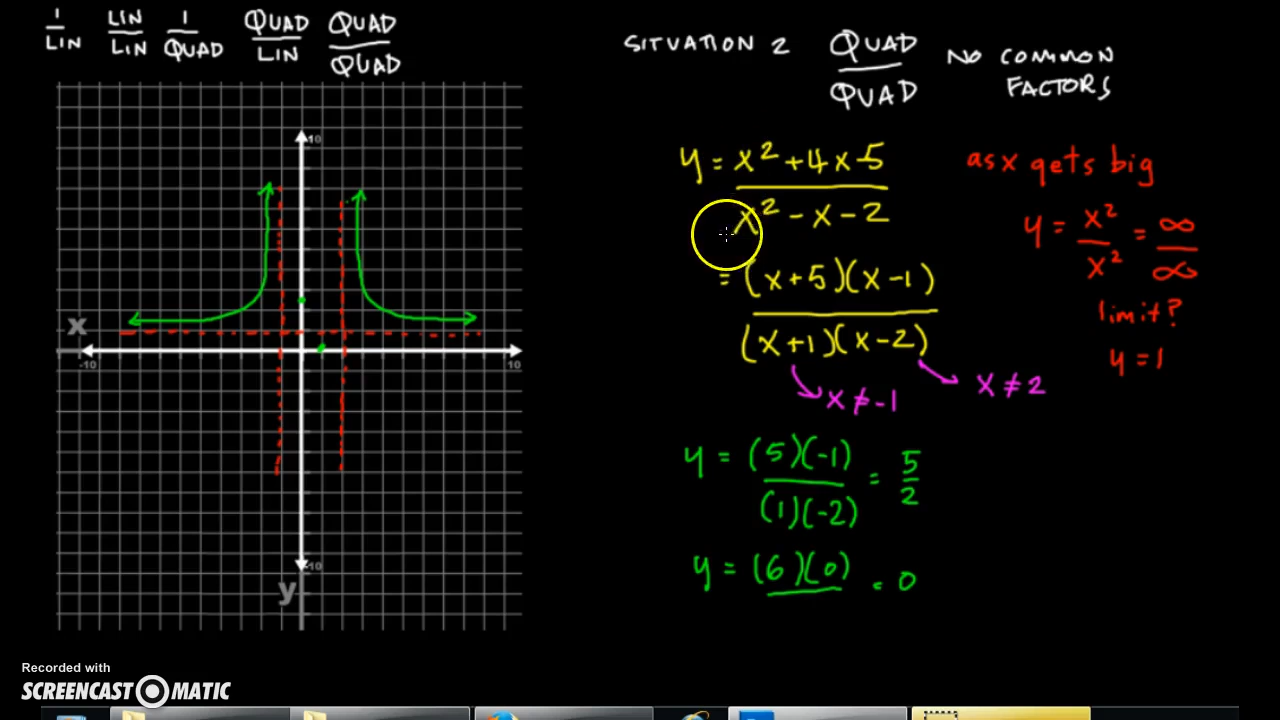 1/LIN LIN/LIN 1/QUAD QUAD/LIN QUAD/QUAD
SITUATION 2 QUAD/QUAD NO COMMON
FACTORS
10
x
-10
10
-10
y
y = x² + 4x - 5
x² - x - 2
= (x+5)(x-1)
(x+1)(x-2)
x ≠ -1
x ≠ 2
as x gets big
y = x²/x² = ∞/∞
limit?
y = 1
y = (5)(-1)/(1)(-2) = 5/2
y = (6)(0) = 0
Recorded with
SCREENCAST-O-MATIC